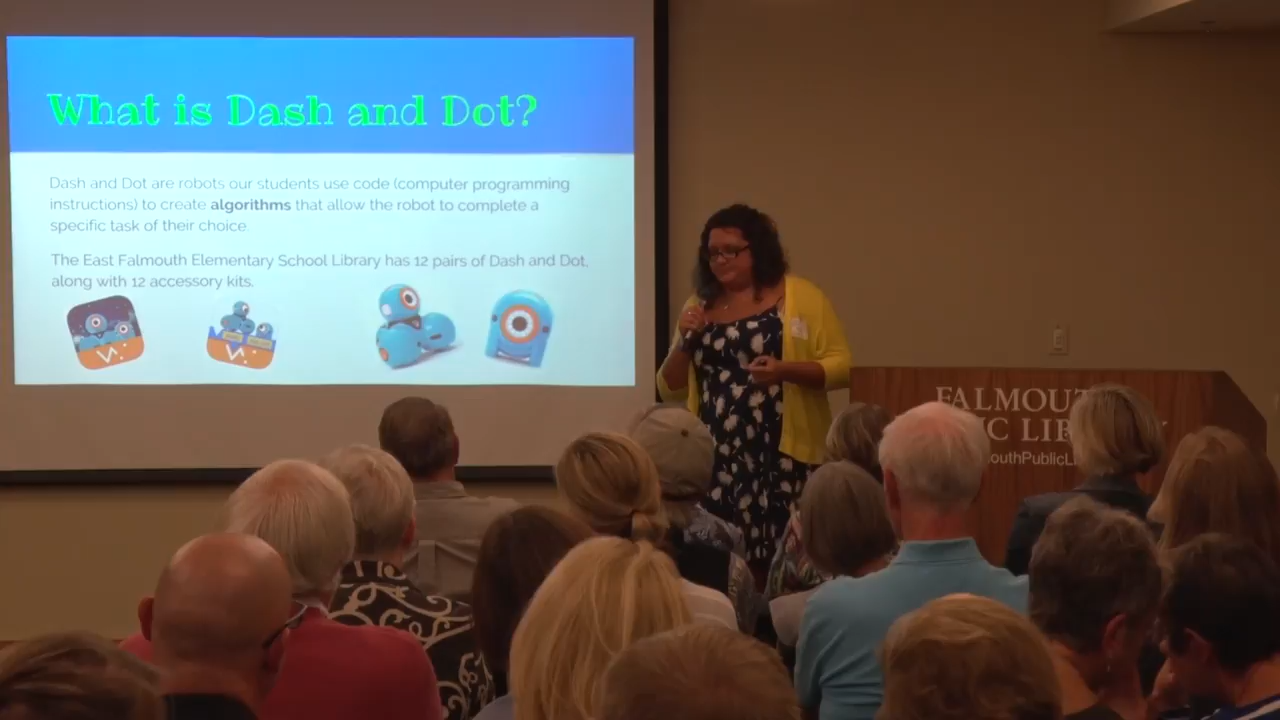 What is Dash and Dot?
Dash and Dot are robots our students use code (computer programming
instructions) to create algorithms that allow the robot to complete a
specific task of their choice.
The East Falmouth Elementary School Library has 12 pairs of Dash and Dot,
along with 12 accessory kits.
FALMOUT
IC LIB Y
outhPublicLi